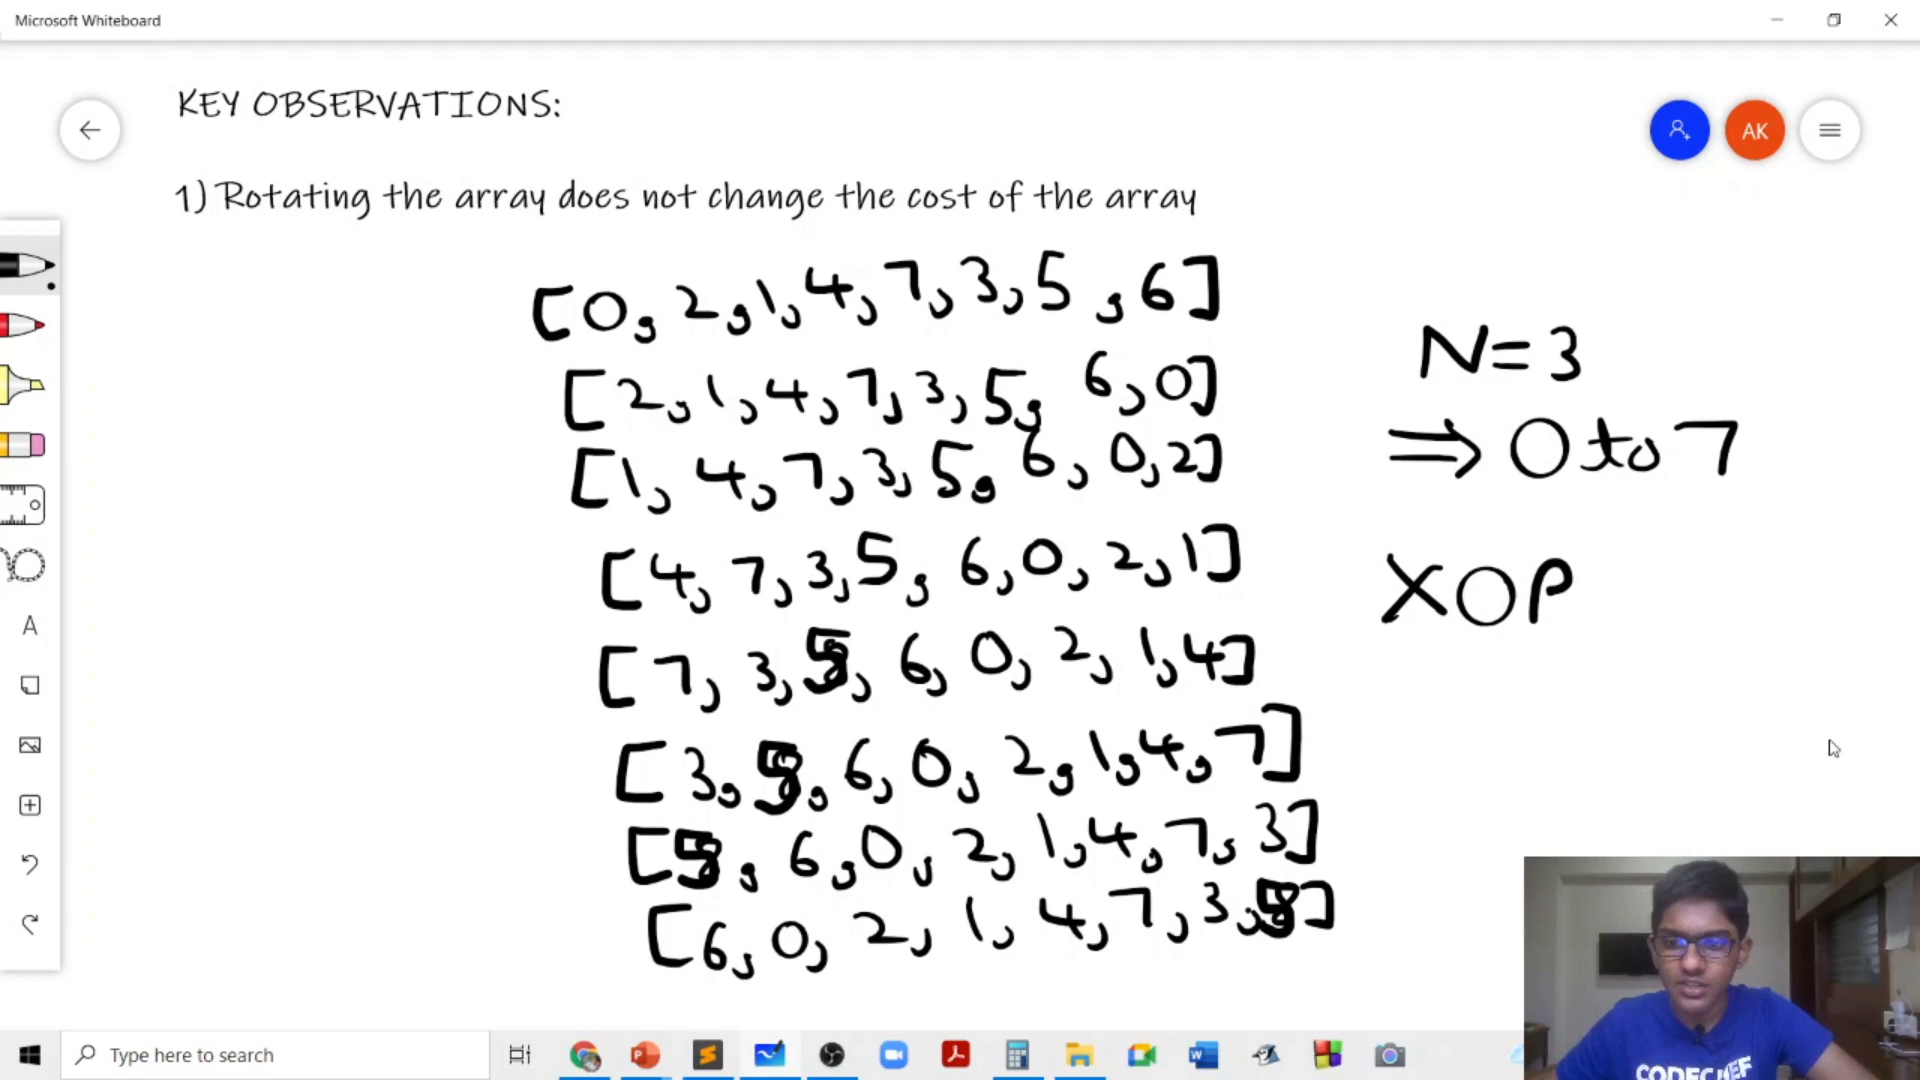 Microsoft Whiteboard
KEY OBSERVATIONS:
AK
1) Rotating the array does not change the cost of the array
[0, 2, 1, 4, 7, 3, 5, 6]
[2, 1, 4, 7, 3, 5, 6, 0]
[1, 4, 7, 3, 5, 6, 0, 2]
[4, 7, 3, 5, 6, 0, 2, 1]
[7, 3, 5, 6, 0, 2, 1, 4]
[3, 5, 6, 0, 2, 1, 4, 7]
[5, 6, 0, 2, 1, 4, 7, 3]
[6, 0, 2, 1, 4, 7, 3, 5]
N=3
⇒ 0 to 7
XOR
A
CODECHEF
Type here to search